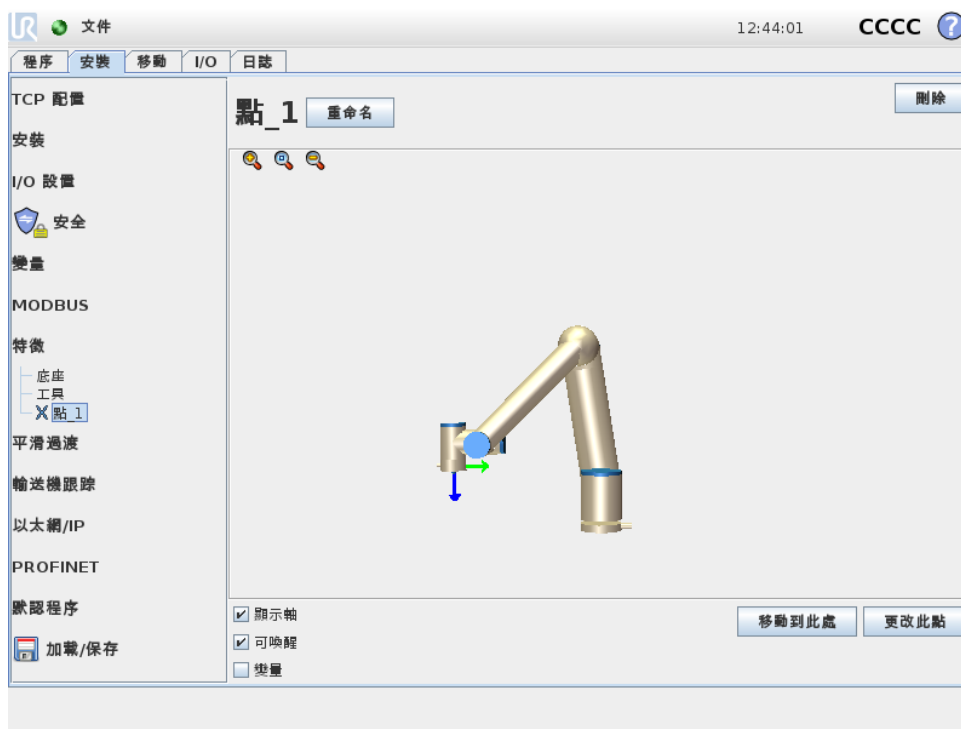 UR 文件 12:44:01 CCCC ?
程序 安裝 移動 I/O 日誌
TCP 配置
安裝
I/O 設置
安全
變量
MODBUS
特徵
底座
工具
點_1
平滑過渡
輸送機跟踪
以太網/IP
PROFINET
默認程序
加載/保存
點_1 重命名 刪除
顯示軸
可喚醒
變量
移動到此處 更改此點